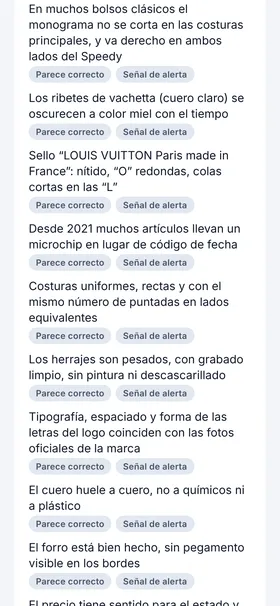 En muchos bolsos clásicos el
monograma no se corta en las costuras
principales, y va derecho en ambos
lados del Speedy
Parece correcto Señal de alerta
Los ribetes de vachetta (cuero claro) se
oscurecen a color miel con el tiempo
Parece correcto Señal de alerta
Sello “LOUIS VUITTON Paris made in
France”: nítido, “O” redondas, colas
cortas en las “L”
Parece correcto Señal de alerta
Desde 2021 muchos artículos llevan un
microchip en lugar de código de fecha
Parece correcto Señal de alerta
Costuras uniformes, rectas y con el
mismo número de puntadas en lados
equivalentes
Parece correcto Señal de alerta
Los herrajes son pesados, con grabado
limpio, sin pintura ni descascarillado
Parece correcto Señal de alerta
Tipografía, espaciado y forma de las
letras del logo coinciden con las fotos
oficiales de la marca
Parece correcto Señal de alerta
El cuero huele a cuero, no a químicos ni
a plástico
Parece correcto Señal de alerta
El forro está bien hecho, sin pegamento
visible en los bordes
Parece correcto Señal de alerta
El precio tiene sentido para el estado y